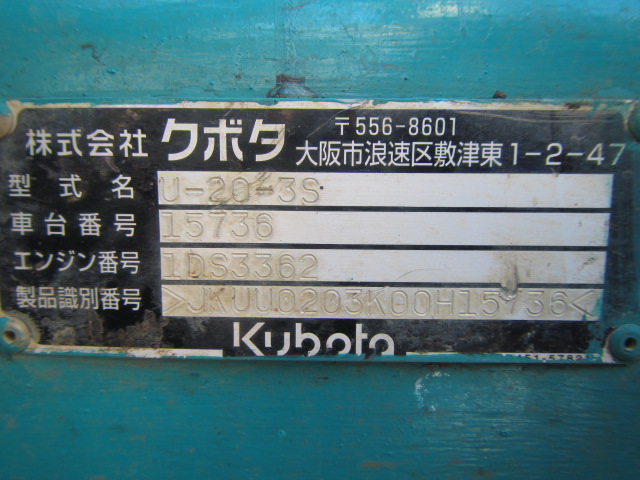 株式会社 クボタ 〒556-8601
大阪市浪速区敷津東1-2-47
型式名 U-20-3S
車台番号 15736
エンジン番号 1DS3362
製品識別番号 >JKUU0203K00H15736<
Kubota